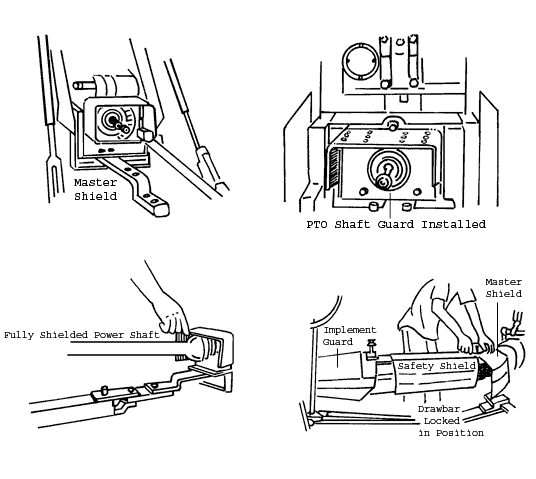 Master
Shield
PTO Shaft Guard Installed
Fully Shielded Power Shaft
Master
Shield
Implement
Guard
Safety Shield
Drawbar
Locked
in Position